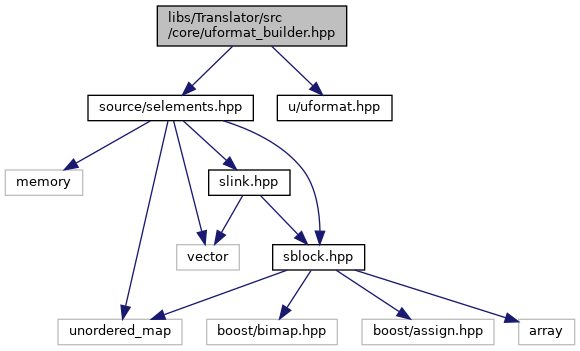 libs/Translator/src
/core/uformat_builder.hpp
source/selements.hpp
u/uformat.hpp
memory
slink.hpp
vector
sblock.hpp
unordered_map
boost/bimap.hpp
boost/assign.hpp
array